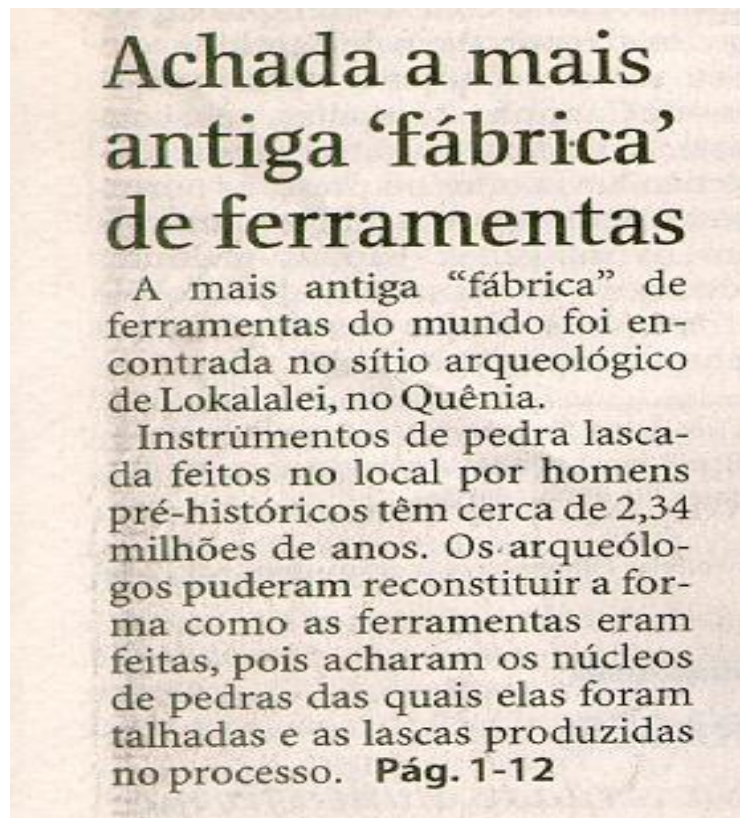 Achada a mais
antiga ‘fábrica’
de ferramentas
A mais antiga “fábrica” de
ferramentas do mundo foi en-
contrada no sítio arqueológico
de Lokalalei, no Quênia.
Instrumentos de pedra lasca-
da feitos no local por homens
pré-históricos têm cerca de 2,34
milhões de anos. Os arqueólo-
gos puderam reconstituir a for-
ma como as ferramentas eram
feitas, pois acharam os núcleos
de pedras das quais elas foram
talhadas e as lascas produzidas
no processo. Pág. 1-12